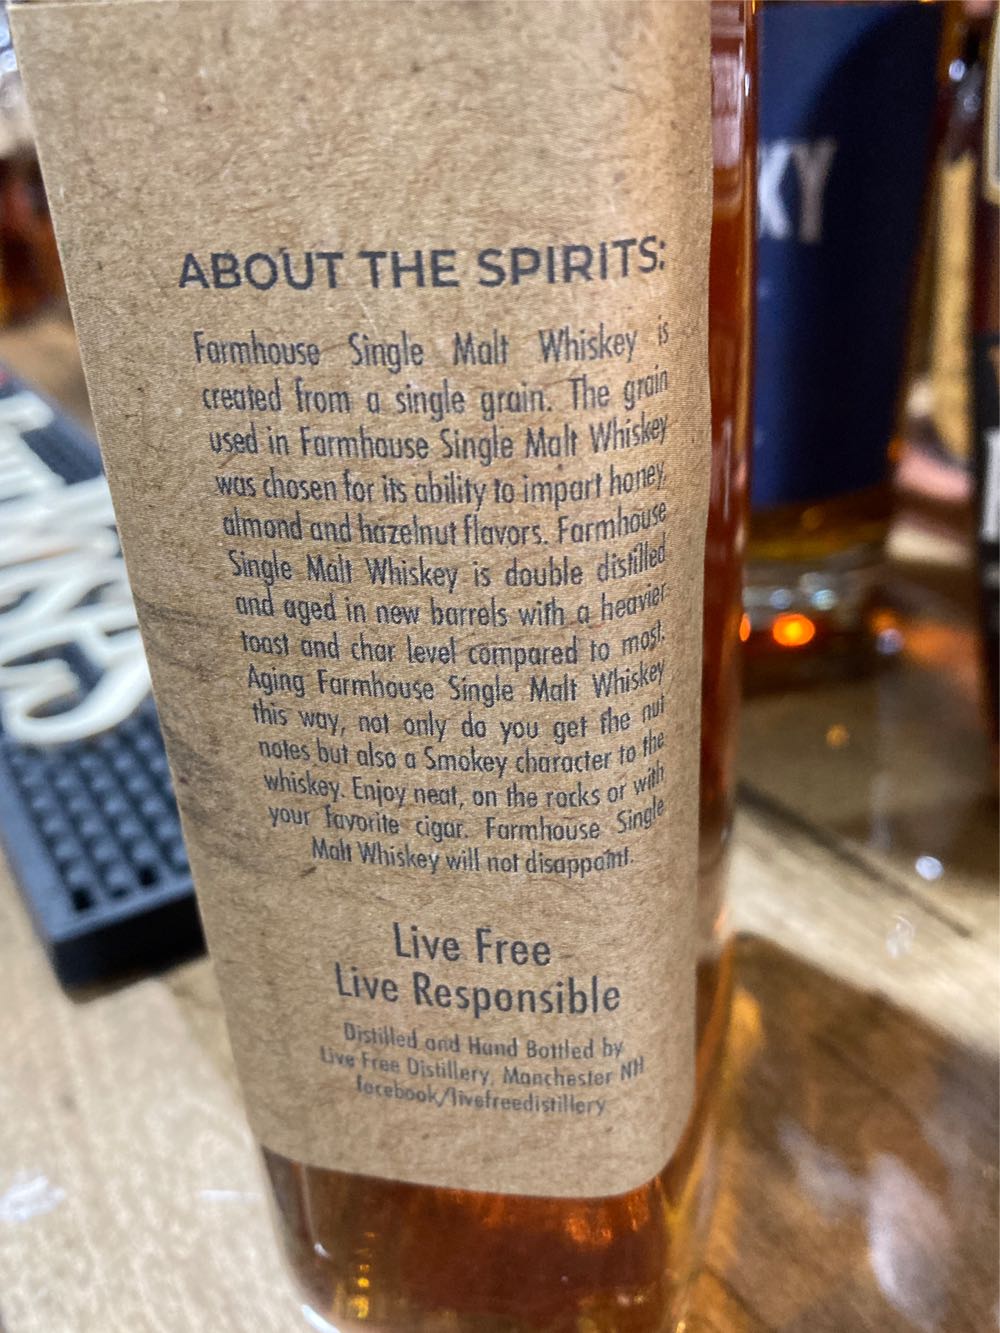 ABOUT THE SPIRITS:
Farmhouse Single Malt Whiskey is
created from a single grain. The grain
used in Farmhouse Single Malt Whiskey
was chosen for its ability to impart honey,
almond and hazelnut flavors. Farmhouse
Single Malt Whiskey is double distilled
and aged in new barrels with a heavier
toast and char level compared to most.
Aging Farmhouse Single Malt Whiskey
this way, not only do you get the nut
notes but also a Smokey character to the
whiskey. Enjoy neat, on the rocks or with
your favorite cigar. Farmhouse Single
Malt Whiskey will not disappoint.
Live Free
Live Responsible
Distilled and Hand Bottled by
Live Free Distillery, Manchester NH
facebook/livefreedistillery
KY